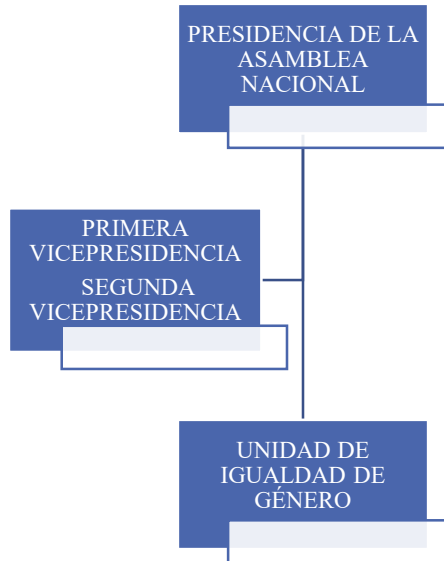 PRESIDENCIA DE LA
ASAMBLEA
NACIONAL
PRIMERA
VICEPRESIDENCIA
SEGUNDA
VICEPRESIDENCIA
UNIDAD DE
IGUALDAD DE
GÉNERO